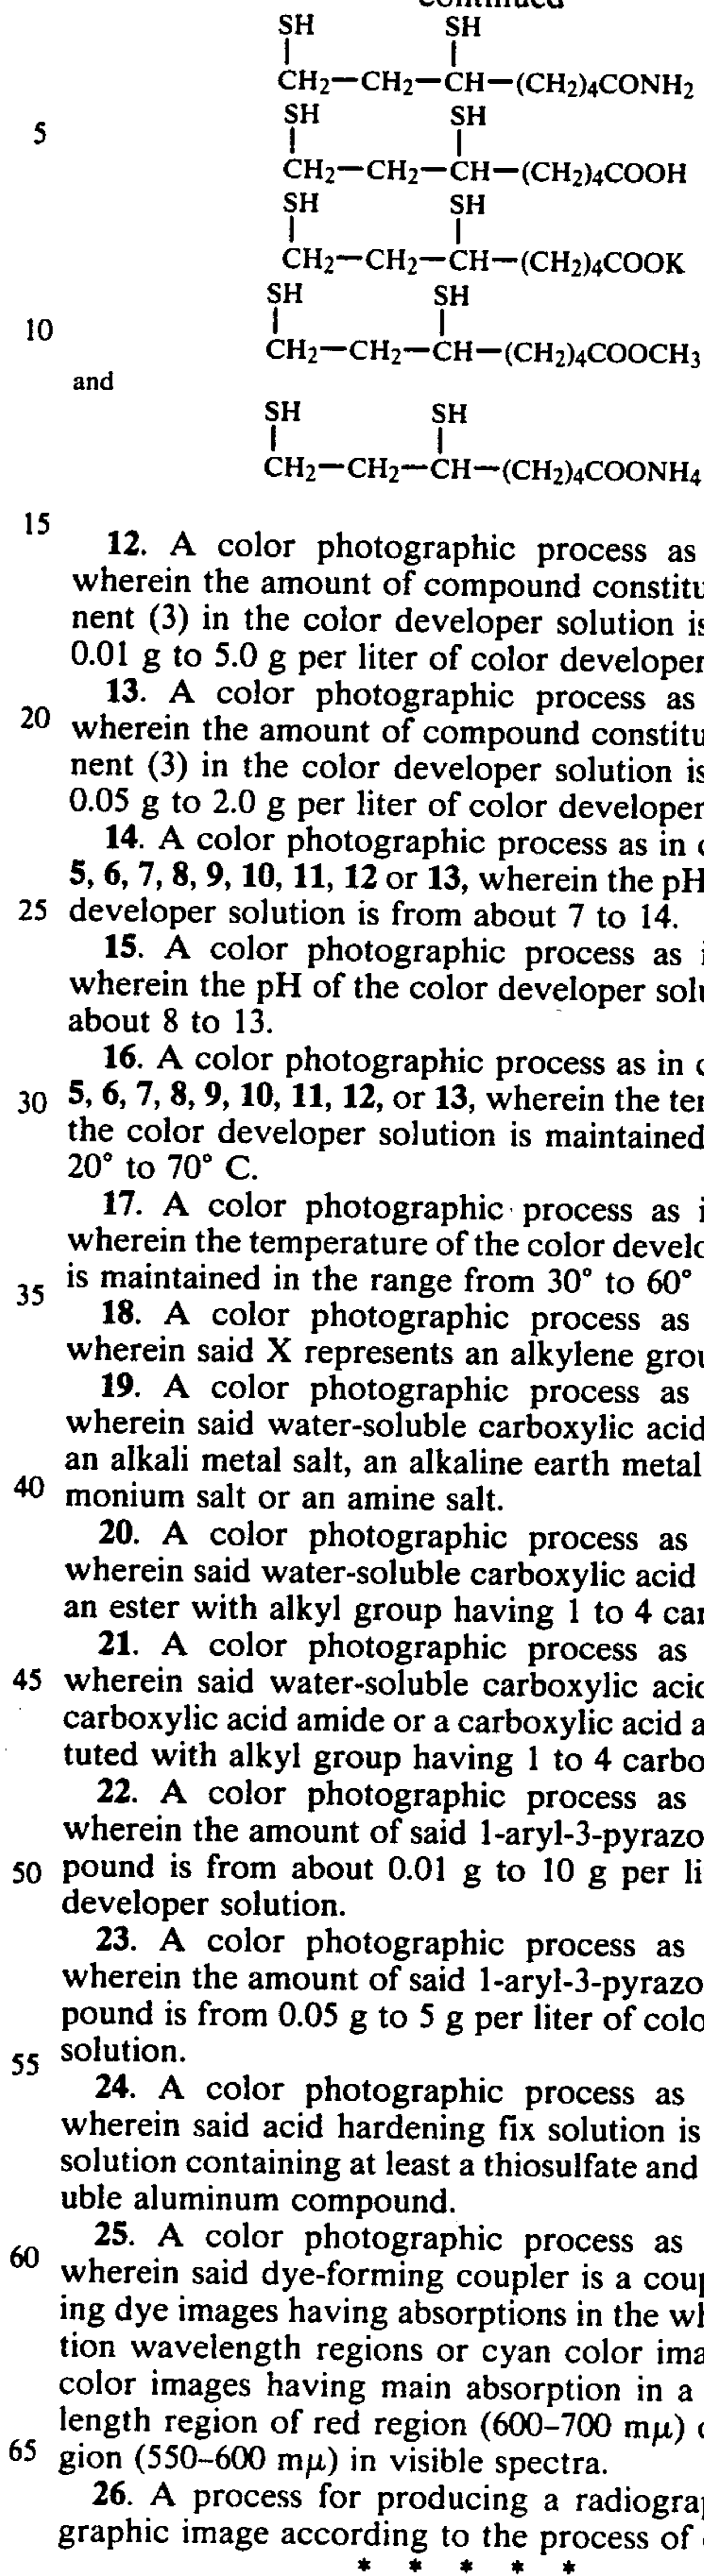 continued
SH SH
CH2—CH2—CH—(CH2)4CONH2
SH SH
5
CH2—CH2—CH—(CH2)4COOH
SH SH
CH2—CH2—CH—(CH2)4COOK
SH SH
10
CH2—CH2—CH—(CH2)4COOCH3
and
SH SH
CH2—CH2—CH—(CH2)4COONH4
15
12. A color photographic process as
wherein the amount of compound constitu
nent (3) in the color developer solution is
0.01 g to 5.0 g per liter of color developer
13. A color photographic process as
20 wherein the amount of compound constitu
nent (3) in the color developer solution is
0.05 g to 2.0 g per liter of color developer
14. A color photographic process as in c
5, 6, 7, 8, 9, 10, 11, 12 or 13, wherein the pH
25 developer solution is from about 7 to 14.
15. A color photographic process as i
wherein the pH of the color developer solu
about 8 to 13.
16. A color photographic process as in c
30 5, 6, 7, 8, 9, 10, 11, 12, or 13, wherein the ter
the color developer solution is maintained
20° to 70° C.
17. A color photographic process as i
wherein the temperature of the color develo
35 is maintained in the range from 30° to 60°
18. A color photographic process as
wherein said X represents an alkylene grou
19. A color photographic process as
wherein said water-soluble carboxylic acid
an alkali metal salt, an alkaline earth metal
40 monium salt or an amine salt.
20. A color photographic process as
wherein said water-soluble carboxylic acid
an ester with alkyl group having 1 to 4 car
21. A color photographic process as
45 wherein said water-soluble carboxylic acid
carboxylic acid amide or a carboxylic acid a
tuted with alkyl group having 1 to 4 carbo
22. A color photographic process as
wherein the amount of said 1-aryl-3-pyrazo
50 pound is from about 0.01 g to 10 g per li
developer solution.
23. A color photographic process as
wherein the amount of said 1-aryl-3-pyrazo
pound is from 0.05 g to 5 g per liter of colo
55 solution.
24. A color photographic process as
wherein said acid hardening fix solution is
solution containing at least a thiosulfate and
uble aluminum compound.
25. A color photographic process as
60 wherein said dye-forming coupler is a coup
ing dye images having absorptions in the wh
tion wavelength regions or cyan color ima
color images having main absorption in a
length region of red region (600–700 mμ) o
65 gion (550–600 mμ) in visible spectra.
26. A process for producing a radiograp
graphic image according to the process of c
* * * * *